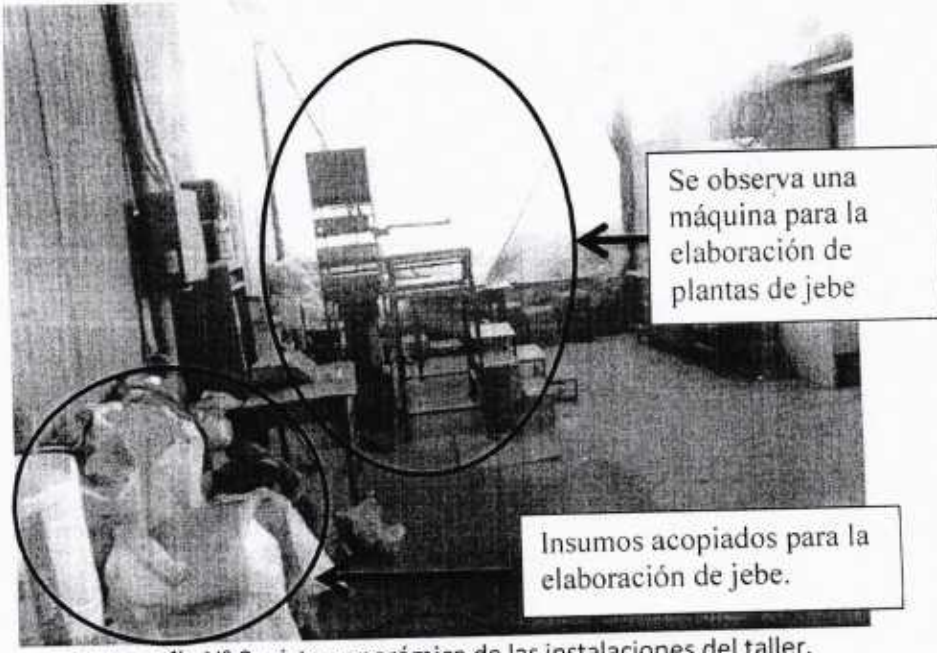 Se observa una
máquina para la
elaboración de
plantas de jebe
Insumos acopiados para la
elaboración de jebe.
vista panorámica de las instalaciones del taller.